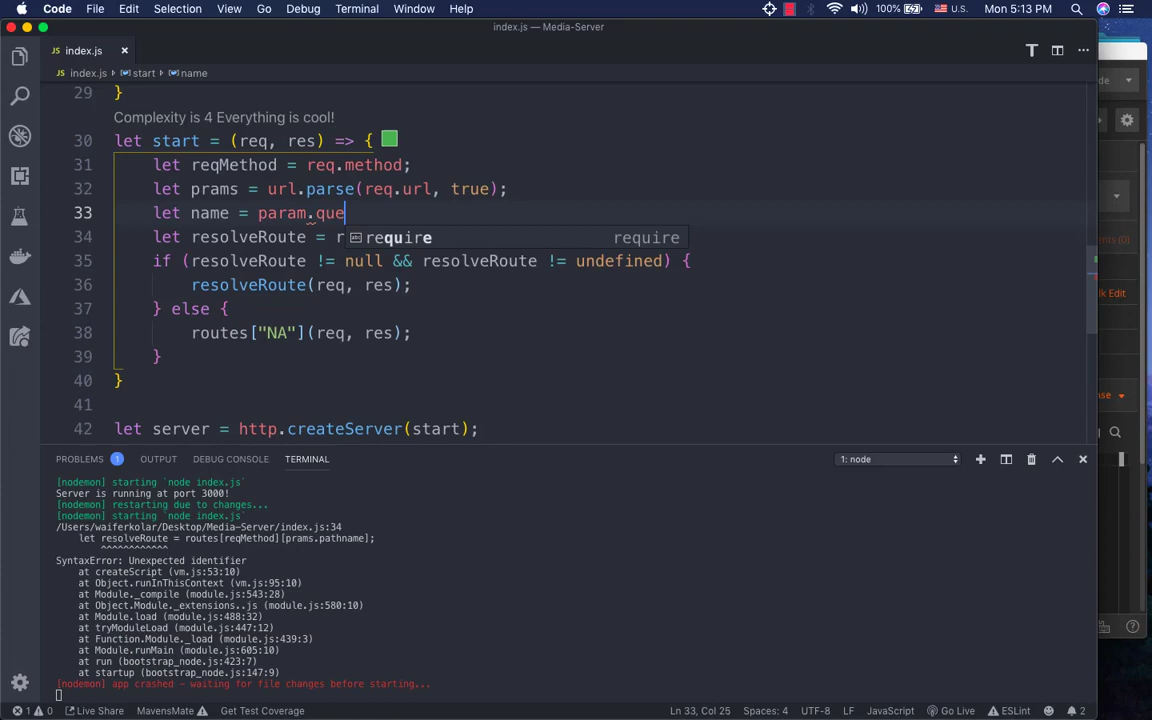 Code File Edit Selection View Go Debug Terminal Window Help 100% U.S. Mon 5:13 PM
index.js — Media-Server
JS index.js ×
JS index.js › start › name
29 }
Complexity is 4 Everything is cool!
30 let start = (req, res) => {
31 let reqMethod = req.method;
32 let prams = url.parse(req.url, true);
33 let name = param.que
34 let resolveRoute = r
require require
35 if (resolveRoute != null && resolveRoute != undefined) {
36 resolveRoute(req, res);
37 } else {
38 routes["NA"](req, res);
39 }
40 }
41
42 let server = http.createServer(start);
PROBLEMS 1 OUTPUT DEBUG CONSOLE TERMINAL 1: node
[nodemon] starting `node index.js`
Server is running at port 3000!
[nodemon] restarting due to changes...
[nodemon] starting `node index.js`
/Users/waiferkolar/Desktop/Media-Server/index.js:34
let resolveRoute = routes[reqMethod][prams.pathname];
^^^^^^^^^^^^
SyntaxError: Unexpected identifier
at createScript (vm.js:53:10)
at Object.runInThisContext (vm.js:95:10)
at Module._compile (module.js:543:28)
at Object.Module._extensions..js (module.js:580:10)
at Module.load (module.js:488:32)
at tryModuleLoad (module.js:447:12)
at Function.Module._load (module.js:439:3)
at Module.runMain (module.js:605:10)
at run (bootstrap_node.js:423:7)
at startup (bootstrap_node.js:147:9)
[nodemon] app crashed - waiting for file changes before starting...
1 0 Live Share MavensMate Get Test Coverage Ln 33, Col 25 Spaces: 4 UTF-8 LF JavaScript Go Live ESLint 2